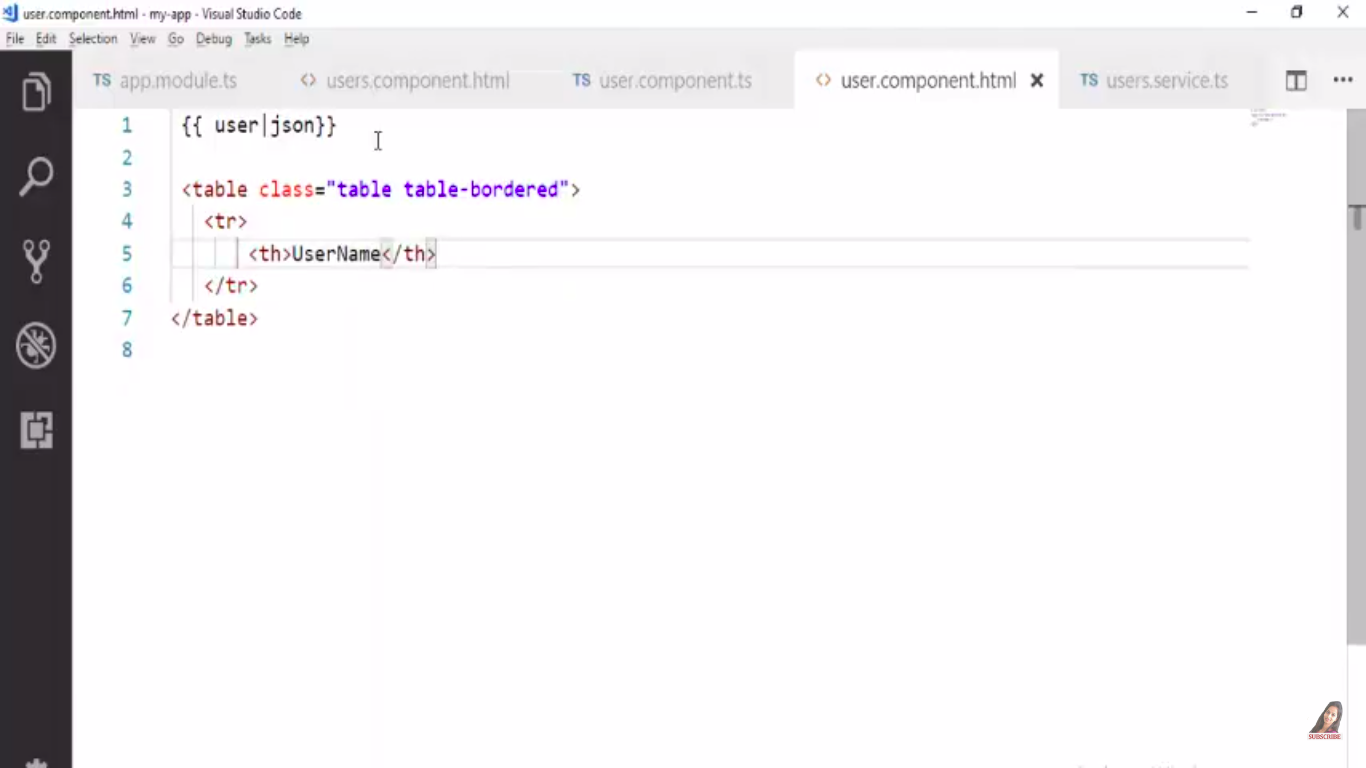 user.component.html - my-app - Visual Studio Code
File Edit Selection View Go Debug Tasks Help
TS app.module.ts <> users.component.html TS user.component.ts <> user.component.html TS users.service.ts
1 {{ user|json}}
2
3 <table class="table table-bordered">
4 <tr>
5 <th>UserName</th>
6 </tr>
7 </table>
8
SUBSCRIBE